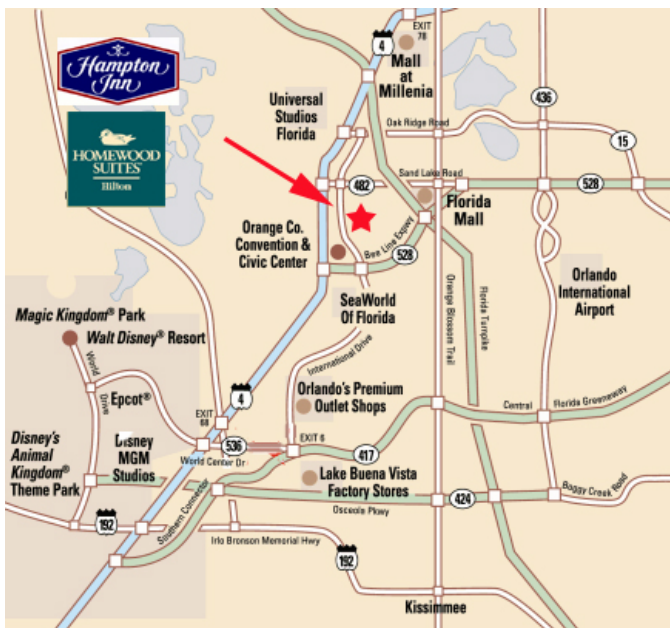 EXIT
78
4
Hampton
Inn
Mall
at
Millenia
436
Universal
Studios
Florida
Oak Ridge Road
15
HOMEWOOD
SUITES
Hilton
Sand Lake Road
482
528
Florida
Mall
Orange Co.
Convention &
Civic Center
Bee Line Expwy
528
Orlando
International
Airport
SeaWorld
Of Florida
Magic Kingdom® Park
Walt Disney® Resort
Orange Blossom Trail
Florida Turnpike
World
Drive
International Drive
4
Epcot®
Orlando's Premium
Outlet Shops
Central
Florida Greeneway
EXIT
68
Disney's
Animal
Kingdom®
Theme Park
Disney
MGM
Studios
536
EXIT 6
World Center Dr
417
Lake Buena Vista
Factory Stores
Southern Connector
424
Boggy Creek Road
Osceola Pkwy
192
Irlo Bronson Memorial Hwy
192
Kissimmee